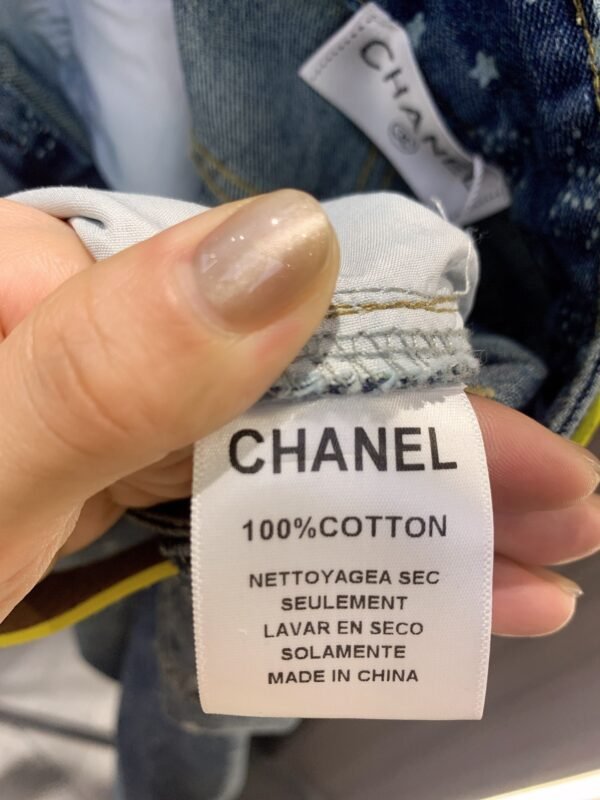 CHANEL
CHANEL
100%COTTON
NETTOYAGEA SEC
SEULEMENT
LAVAR EN SECO
SOLAMENTE
MADE IN CHINA